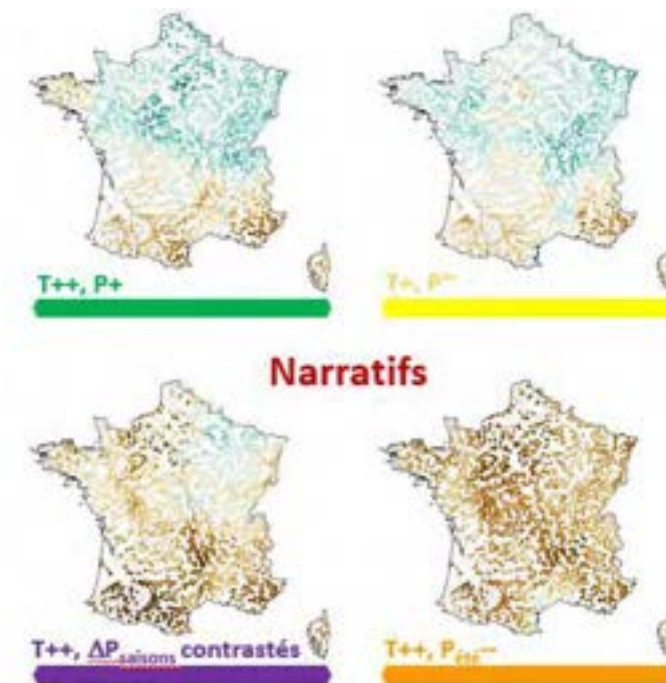 T++, P+
T+, P~
Narratifs
T++, ΔPsaisons contrastés
T++, Pété--